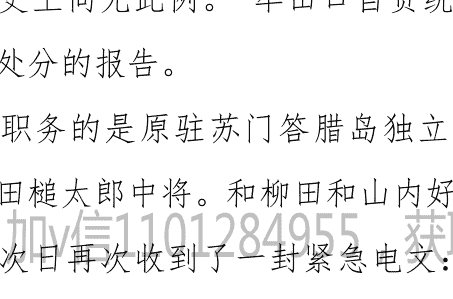 史上尚无此例。
处分的报告。
职务的是原驻苏门答腊岛独立
田槌太郎中将。和柳田和山内好
加v信1101284955
次日再次收到了一封紧急电文：